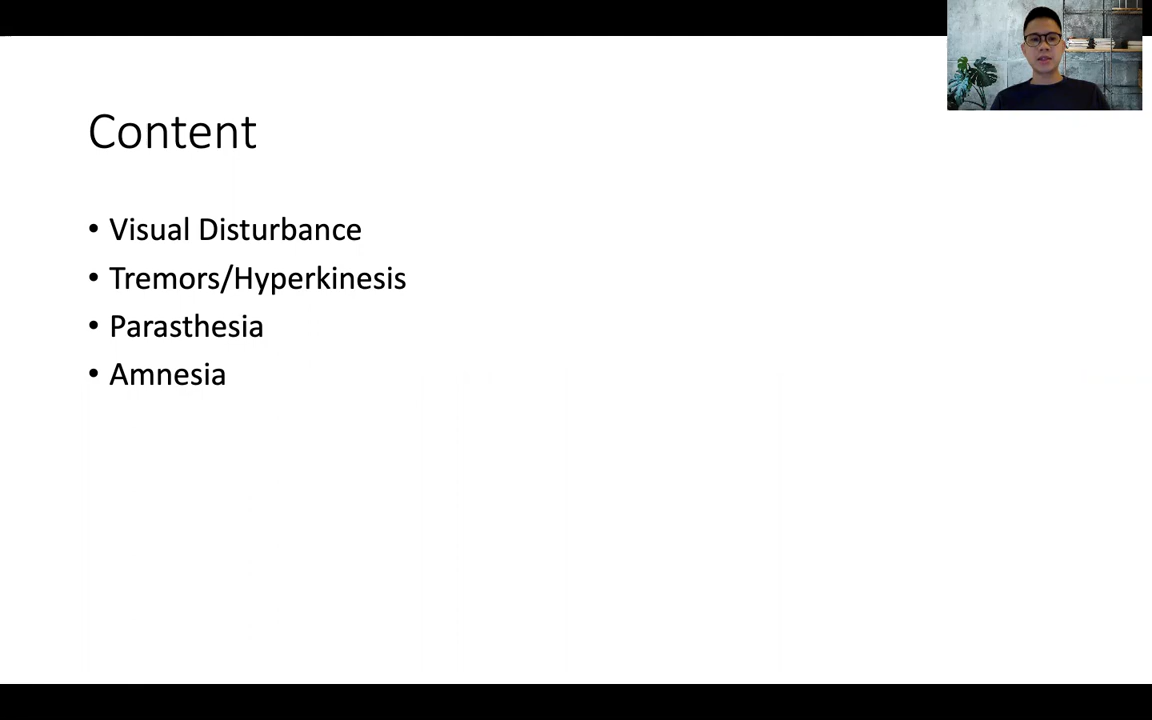 Content
• Visual Disturbance
• Tremors/Hyperkinesis
• Parasthesia
• Amnesia